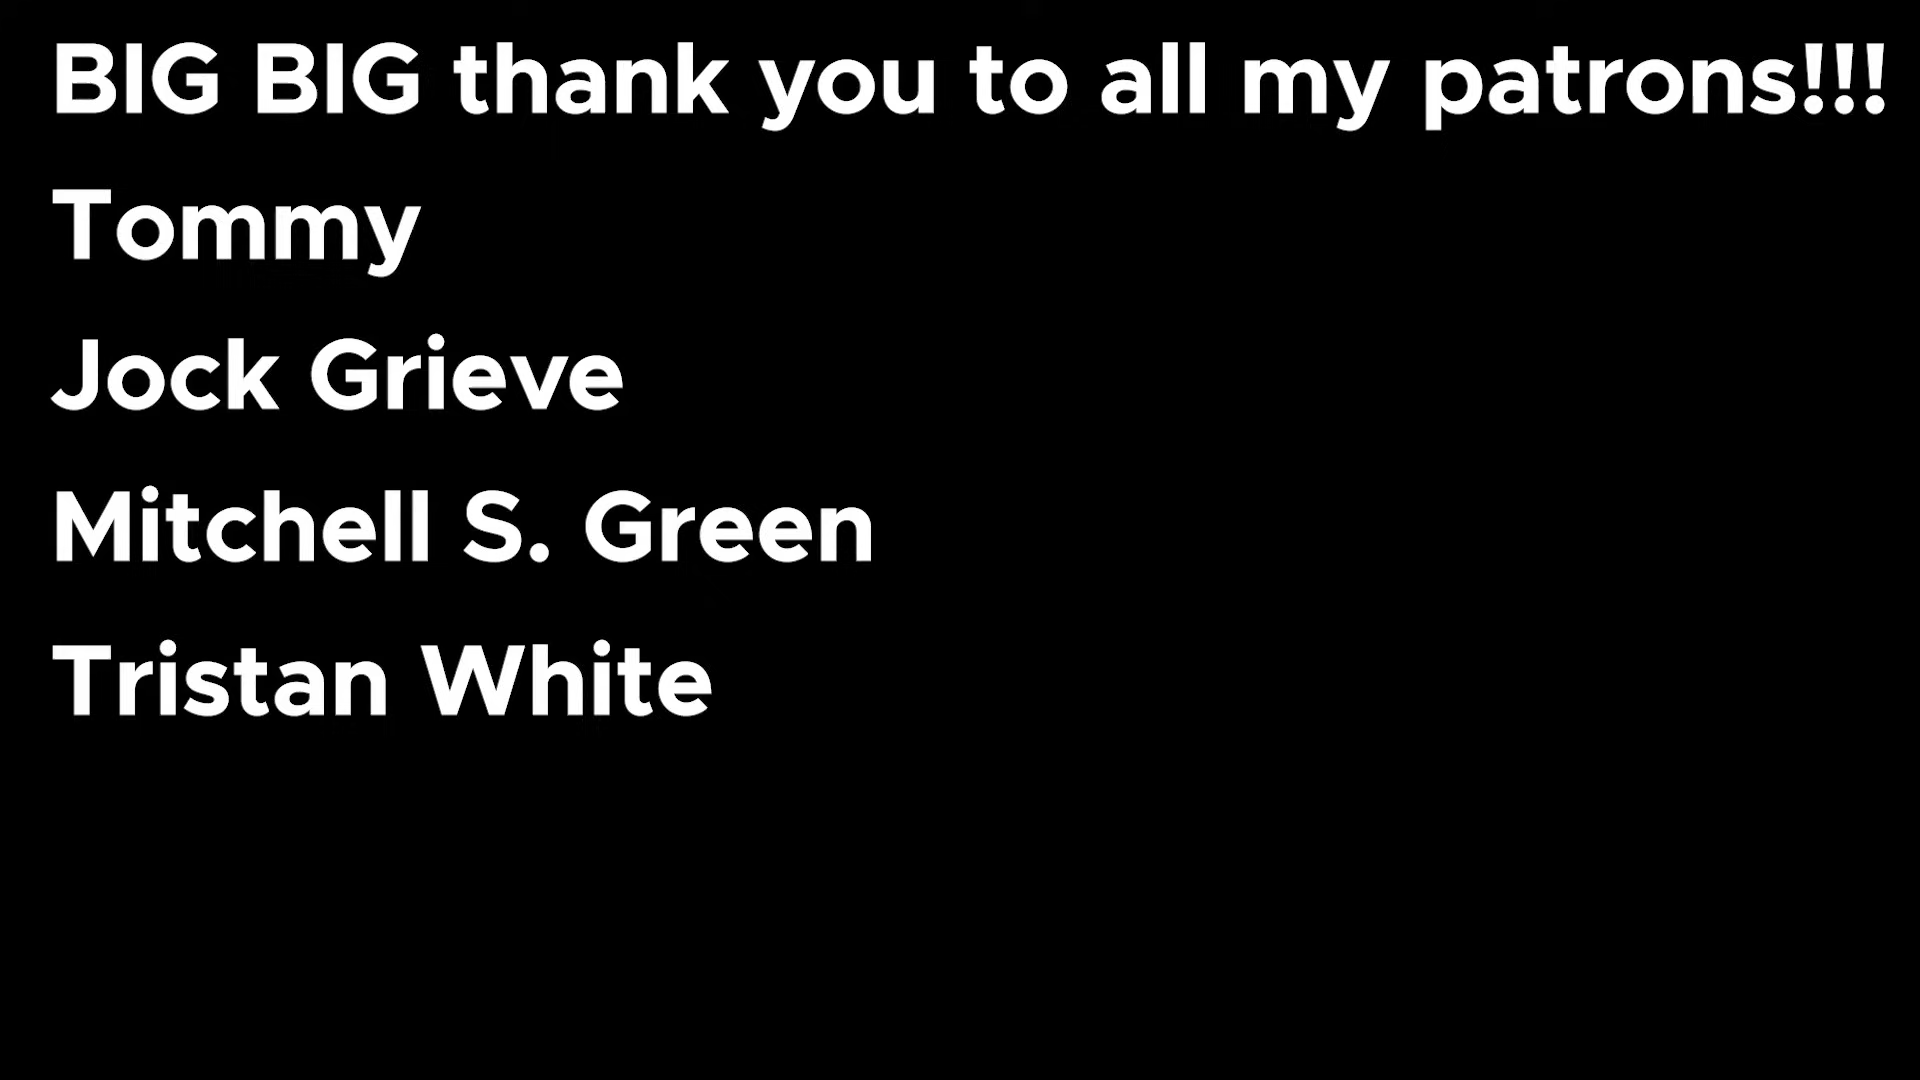 BIG BIG thank you to all my patrons!!!
Tommy
Jock Grieve
Mitchell S. Green
Tristan White